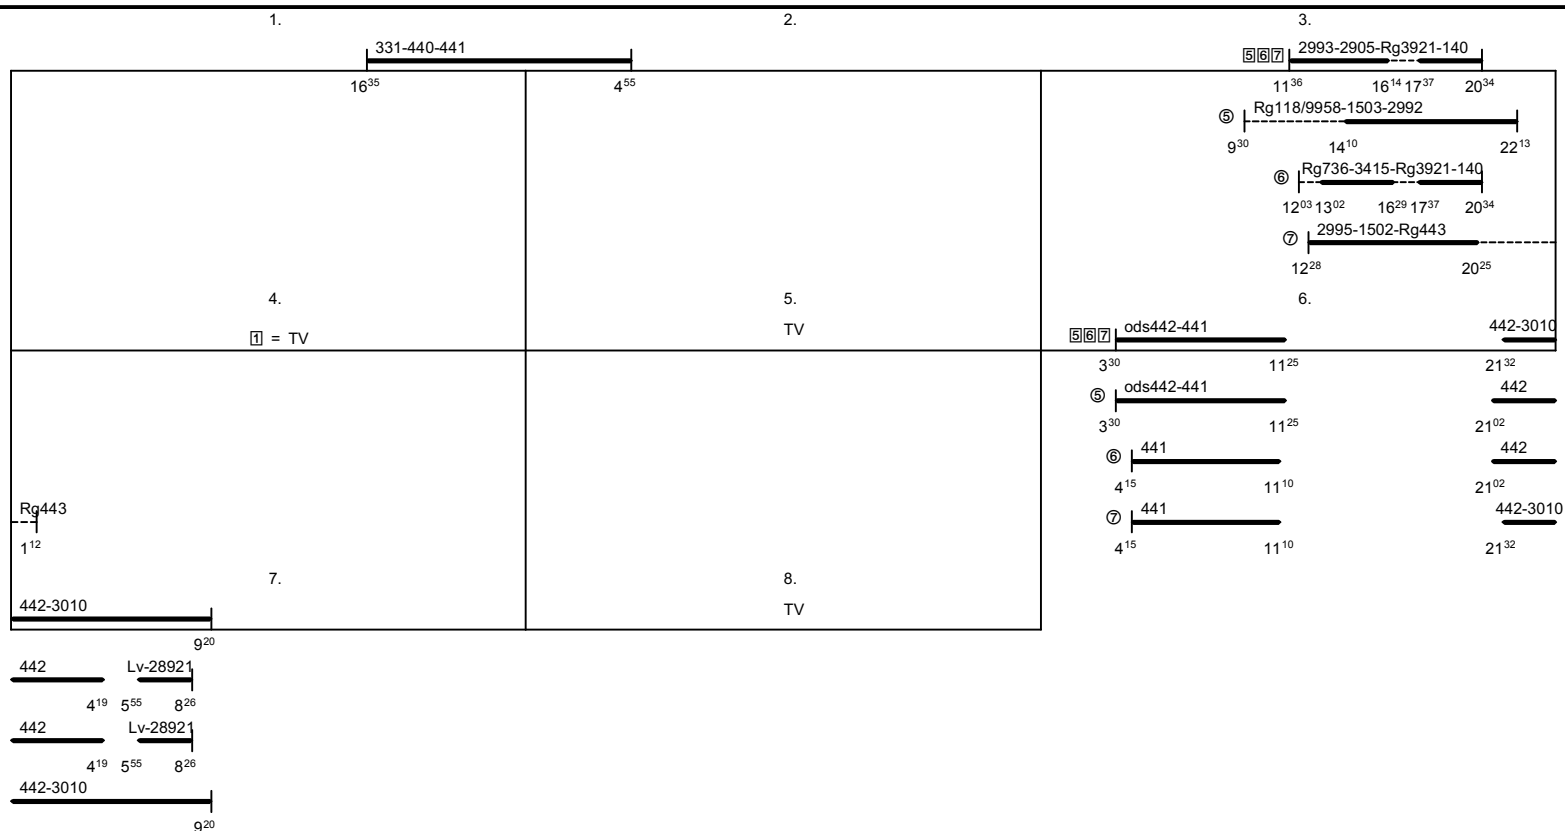 1. 2. 3.
331-440-441 5 6 7 2993-2905-Rg3921-140
16³⁵ 4⁵⁵ 11³⁶ 16¹⁴ 17³⁷ 20³⁴
⑤ Rg118/9958-1503-2992
9³⁰ 14¹⁰ 22¹³
⑥ Rg736-3415-Rg3921-140
12⁰³ 13⁰² 16²⁹ 17³⁷ 20³⁴
⑦ 2995-1502-Rg443
12²⁸ 20²⁵
4. 5. 6.
1 = TV TV 5 6 7 ods442-441 442-3010
3³⁰ 11²⁵ 21³²
⑤ ods442-441 442
3³⁰ 11²⁵ 21⁰²
⑥ 441 442
4¹⁵ 11¹⁰ 21⁰²
Rg443 ⑦ 441 442-3010
1¹² 4¹⁵ 11¹⁰ 21³²
7. 8.
442-3010 TV
9²⁰
442 Lv-28921
4¹⁹ 5⁵⁵ 8²⁶
442 Lv-28921
4¹⁹ 5⁵⁵ 8²⁶
442-3010
9²⁰